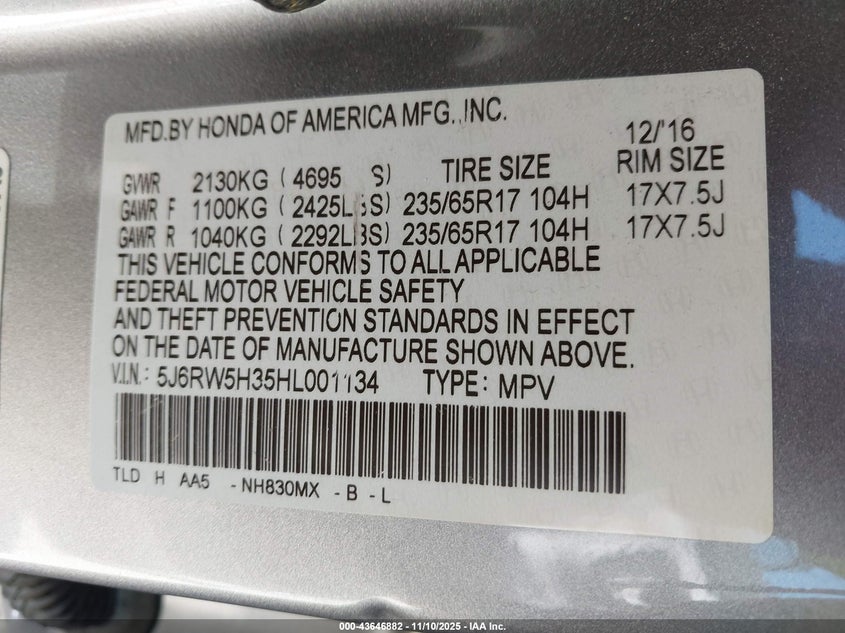 MFD.BY HONDA OF AMERICA MFG., INC.
12/'16
GVWR 2130KG ( 4695 S) TIRE SIZE RIM SIZE
GAWR F 1100KG ( 2425LBS) 235/65R17 104H 17X7.5J
GAWR R 1040KG ( 2292LBS) 235/65R17 104H 17X7.5J
THIS VEHICLE CONFORMS TO ALL APPLICABLE
FEDERAL MOTOR VEHICLE SAFETY
AND THEFT PREVENTION STANDARDS IN EFFECT
ON THE DATE OF MANUFACTURE SHOWN ABOVE.
V.I.N.: 5J6RW5H35HL001134 TYPE: MPV
TLD H AA5 -NH830MX -B -L
000-43646882 - 11/10/2025 - IAA Inc.